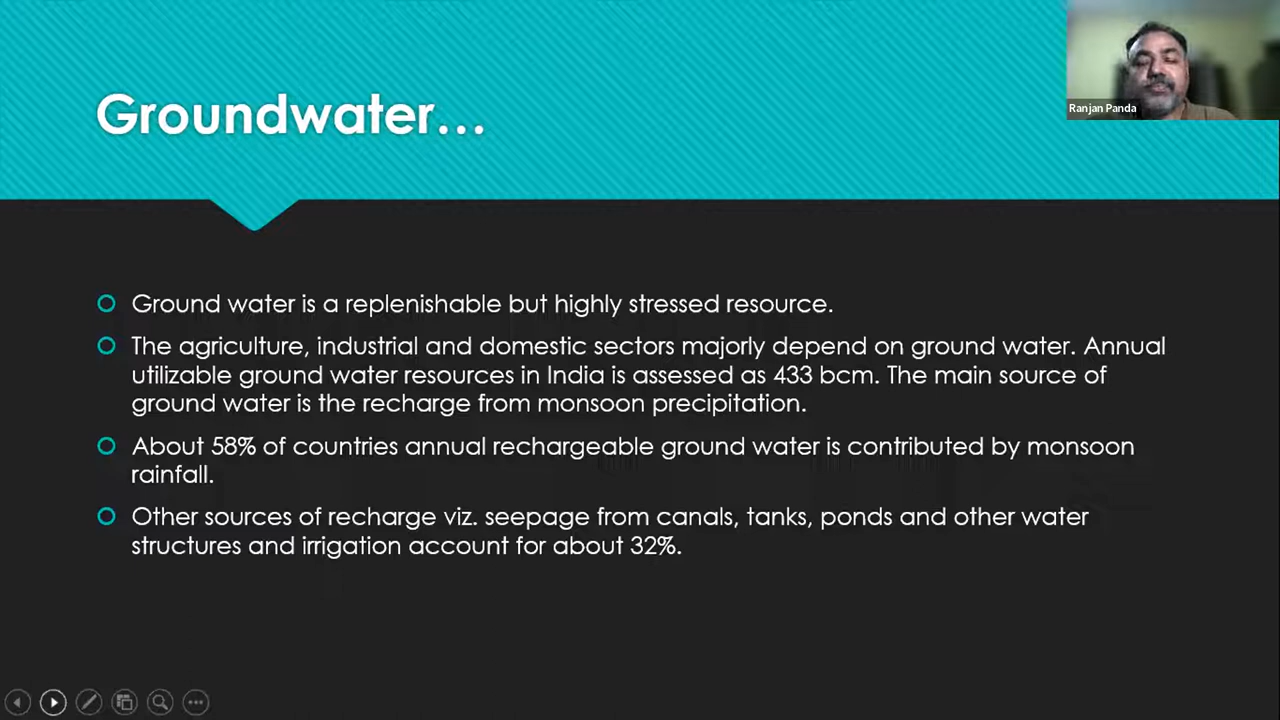 Groundwater...
Ranjan Panda
Ground water is a replenishable but highly stressed resource.
The agriculture, industrial and domestic sectors majorly depend on ground water. Annual
utilizable ground water resources in India is assessed as 433 bcm. The main source of
ground water is the recharge from monsoon precipitation.
About 58% of countries annual rechargeable ground water is contributed by monsoon
rainfall.
Other sources of recharge viz. seepage from canals, tanks, ponds and other water
structures and irrigation account for about 32%.